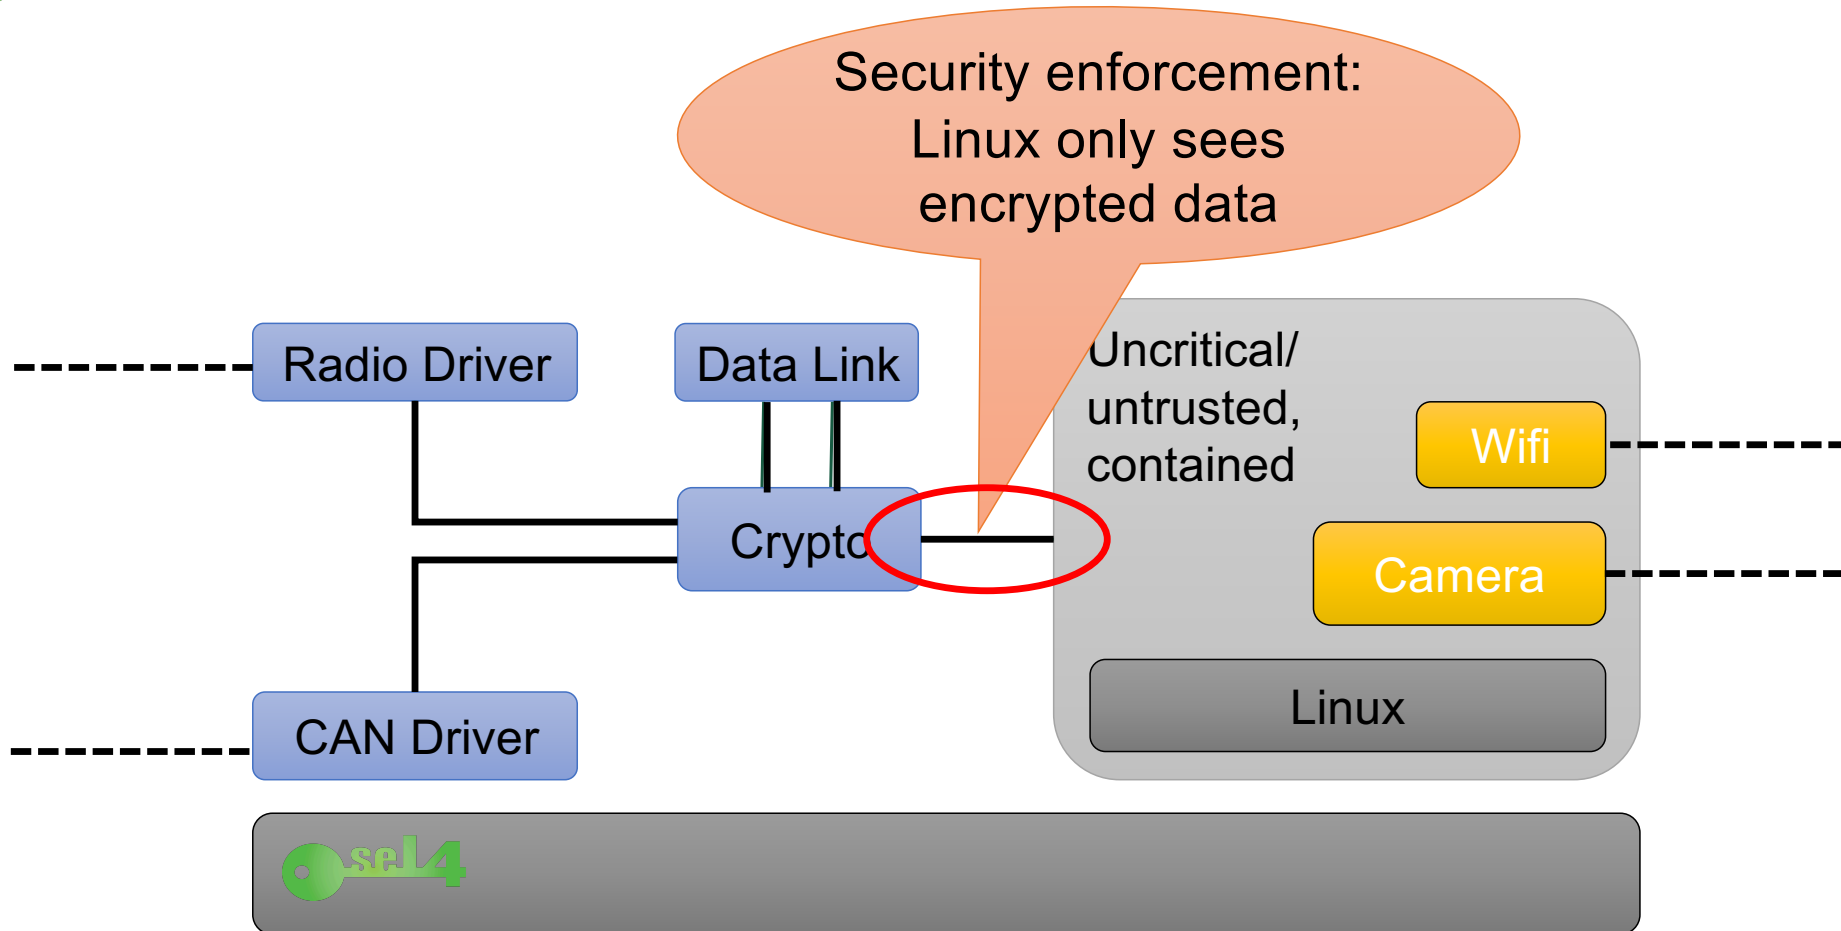 Security enforcement:
Linux only sees
encrypted data
Radio Driver
Data Link
Uncritical/
untrusted,
contained
Wifi
Crypto
Camera
Linux
CAN Driver
seL4